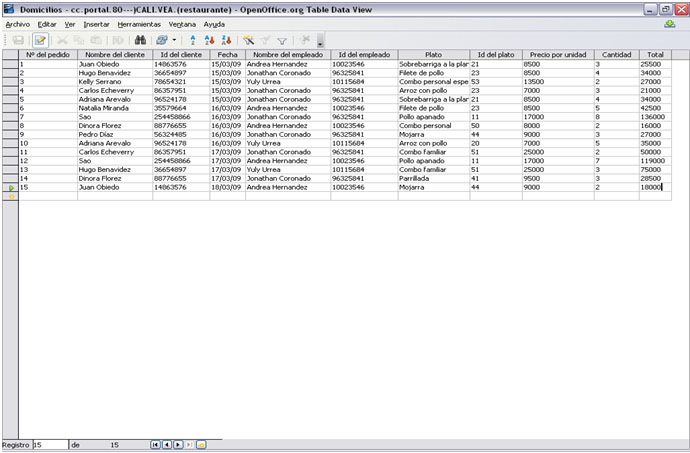 Domicilios - cc.portal.80---)CALI.VEA.(restaurante) - OpenOffice.org Table Data View
Archivo Editar Ver Insertar Herramientas Ventana Ayuda
Nº del pedido Nombre del cliente Id del cliente Fecha Nombre del empleado Id del empleado Plato Id del plato Precio por unidad Cantidad Total
1 Juan Obiedo 14863576 15/03/09 Andrea Hernandez 10023546 Sobrebarriga a la plan 21 8500 3 25500
2 Hugo Benavidez 36654897 15/03/09 Jonathan Coronado 96325841 Filete de pollo 23 8500 4 34000
3 Kelly Serrano 78654321 15/03/09 Yuly Urrea 10115684 Combo personal espe 53 13500 2 27000
4 Carlos Echeverry 86357951 15/03/09 Jonathan Coronado 96325841 Arroz con pollo 23 7000 3 21000
5 Adriana Arevalo 96524178 15/03/09 Jonathan Coronado 96325841 Sobrebarriga a la plan 21 8500 4 34000
6 Natalia Miranda 35579664 16/03/09 Andrea Hernandez 10023546 Filete de pollo 23 8500 5 42500
7 Sao 254458866 16/03/09 Jonathan Coronado 96325841 Pollo apanado 11 17000 8 136000
8 Dinora Florez 88776655 16/03/09 Andrea Hernandez 10023546 Combo personal 50 8000 2 16000
9 Pedro Díaz 56324485 16/03/09 Jonathan Coronado 96325841 Mojarra 44 9000 3 27000
10 Adriana Arevalo 96524178 16/03/09 Yuly Urrea 10115684 Arroz con pollo 20 7000 5 35000
11 Carlos Echeverry 86357951 17/03/09 Jonathan Coronado 96325841 Combo familiar 51 25000 2 50000
12 Sao 254458866 17/03/09 Andrea Hernandez 10023546 Pollo apanado 11 17000 7 119000
13 Hugo Benavidez 36654897 17/03/09 Yuly Urrea 10115684 Combo familiar 51 25000 3 75000
14 Dinora Florez 88776655 17/03/09 Jonathan Coronado 96325841 Parrillada 41 9500 3 28500
15 Juan Obiedo 14863576 18/03/09 Andrea Hernandez 10023546 Mojarra 44 9000 2 18000
Registro 15 de 15